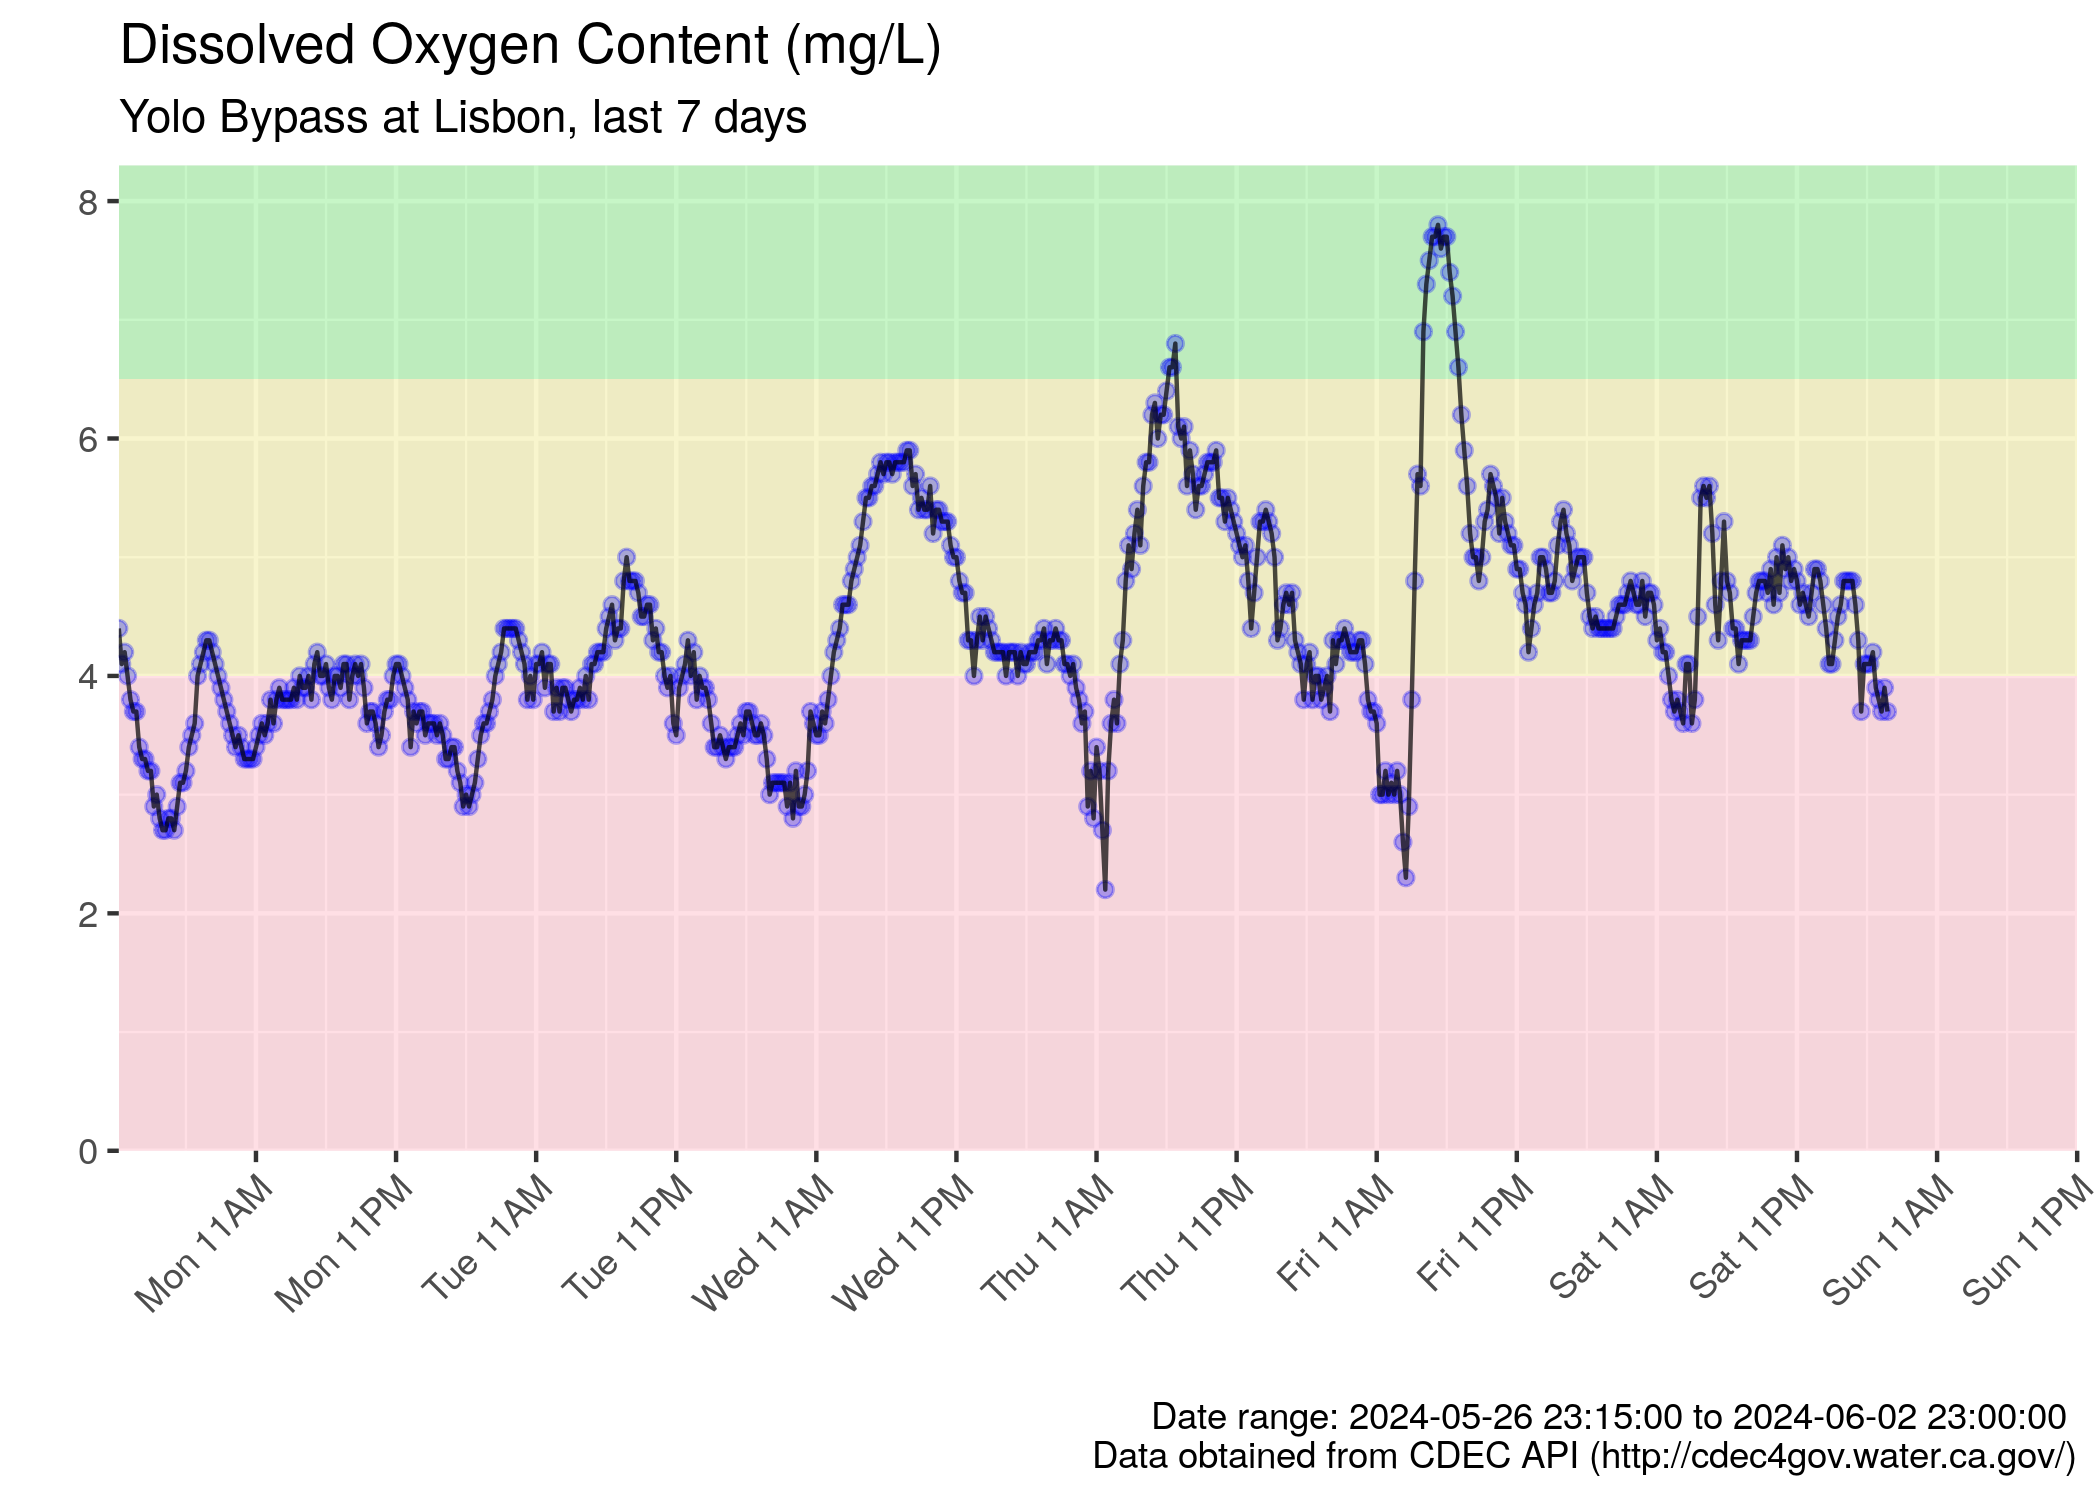 Dissolved Oxygen Content (mg/L)
Yolo Bypass at Lisbon, last 7 days
8
6
4
2
0
Mon 11AM
Mon 11PM
Tue 11AM
Tue 11PM
Wed 11AM
Wed 11PM
Thu 11AM
Thu 11PM
Fri 11AM
Fri 11PM
Sat 11AM
Sat 11PM
Sun 11AM
Sun 11PM
Date range: 2024-05-26 23:15:00 to 2024-06-02 23:00:00
Data obtained from CDEC API (http://cdec4gov.water.ca.gov/)